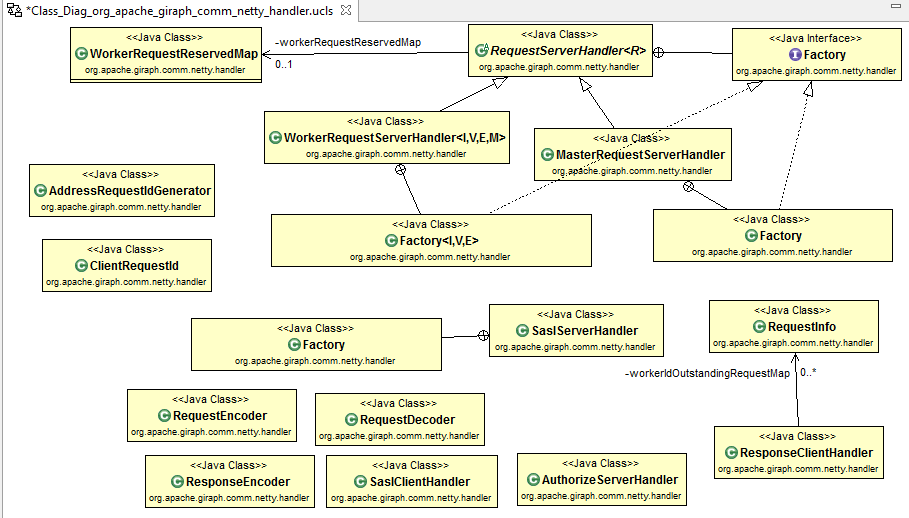 *Class_Diag_org_apache_giraph_comm_netty_handler.ucls
<<Java Class>>
WorkerRequestReservedMap
org.apache.giraph.comm.netty.handler
-workerRequestReservedMap
0..1
<<Java Class>>
RequestServerHandler<R>
org.apache.giraph.comm.netty.handler
<<Java Interface>>
Factory
org.apache.giraph.comm.netty.handler
<<Java Class>>
WorkerRequestServerHandler<I,V,E,M>
org.apache.giraph.comm.netty.handler
<<Java Class>>
MasterRequestServerHandler
org.apache.giraph.comm.netty.handler
<<Java Class>>
AddressRequestIdGenerator
org.apache.giraph.comm.netty.handler
<<Java Class>>
Factory<I,V,E>
org.apache.giraph.comm.netty.handler
<<Java Class>>
Factory
org.apache.giraph.comm.netty.handler
<<Java Class>>
ClientRequestId
org.apache.giraph.comm.netty.handler
<<Java Class>>
Factory
org.apache.giraph.comm.netty.handler
<<Java Class>>
SaslServerHandler
org.apache.giraph.comm.netty.handler
<<Java Class>>
RequestInfo
org.apache.giraph.comm.netty.handler
-workerIdOutstandingRequestMap
0..*
<<Java Class>>
RequestEncoder
org.apache.giraph.comm.netty.handler
<<Java Class>>
RequestDecoder
org.apache.giraph.comm.netty.handler
<<Java Class>>
ResponseClientHandler
org.apache.giraph.comm.netty.handler
<<Java Class>>
ResponseEncoder
org.apache.giraph.comm.netty.handler
<<Java Class>>
SaslClientHandler
org.apache.giraph.comm.netty.handler
<<Java Class>>
AuthorizeServerHandler
org.apache.giraph.comm.netty.handler